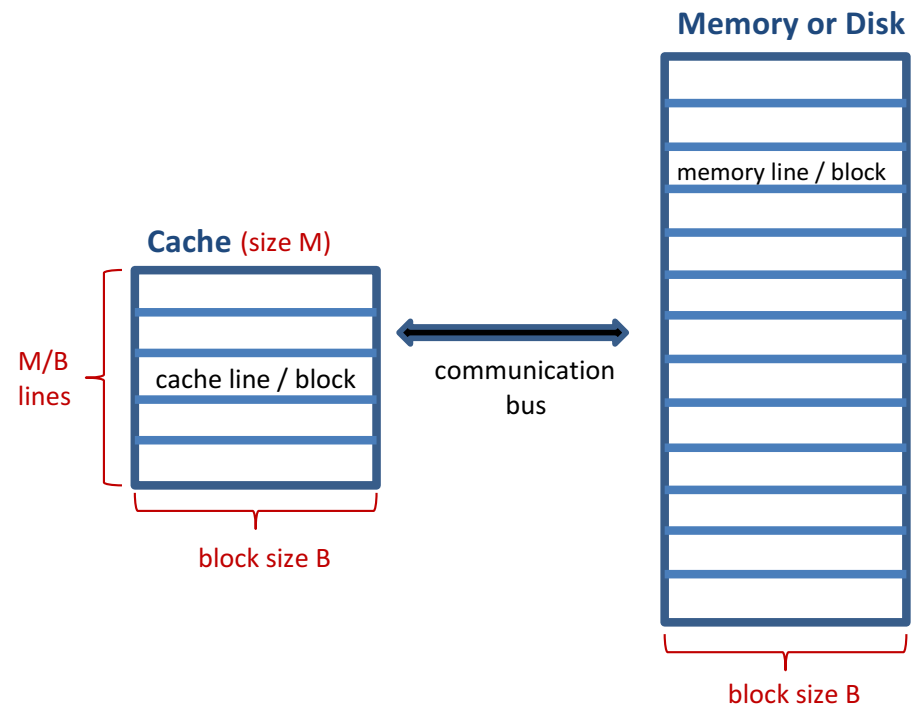 Memory or Disk
memory line / block
Cache (size M)
M/B
lines
cache line / block
communication
bus
block size B
block size B